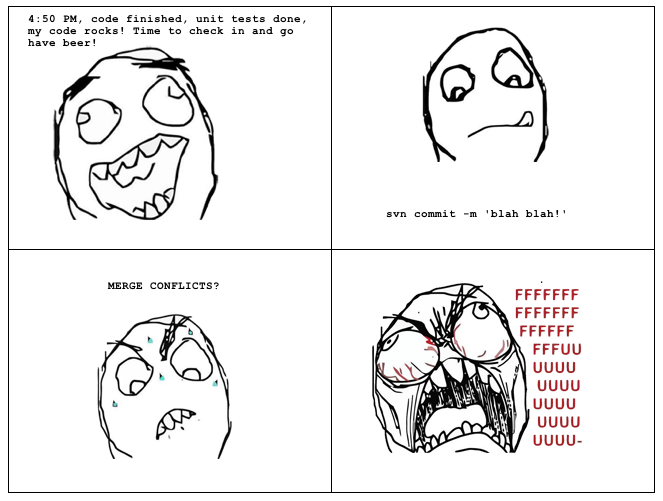 4:50 PM, code finished, unit tests done,
my code rocks! Time to check in and go
have beer!
svn commit -m 'blah blah!'
MERGE CONFLICTS?
FFFFFFF
FFFFFFF
FFFFFF
FFFUU
UUUU
UUUU
UUUU
UUUU
UUUU-